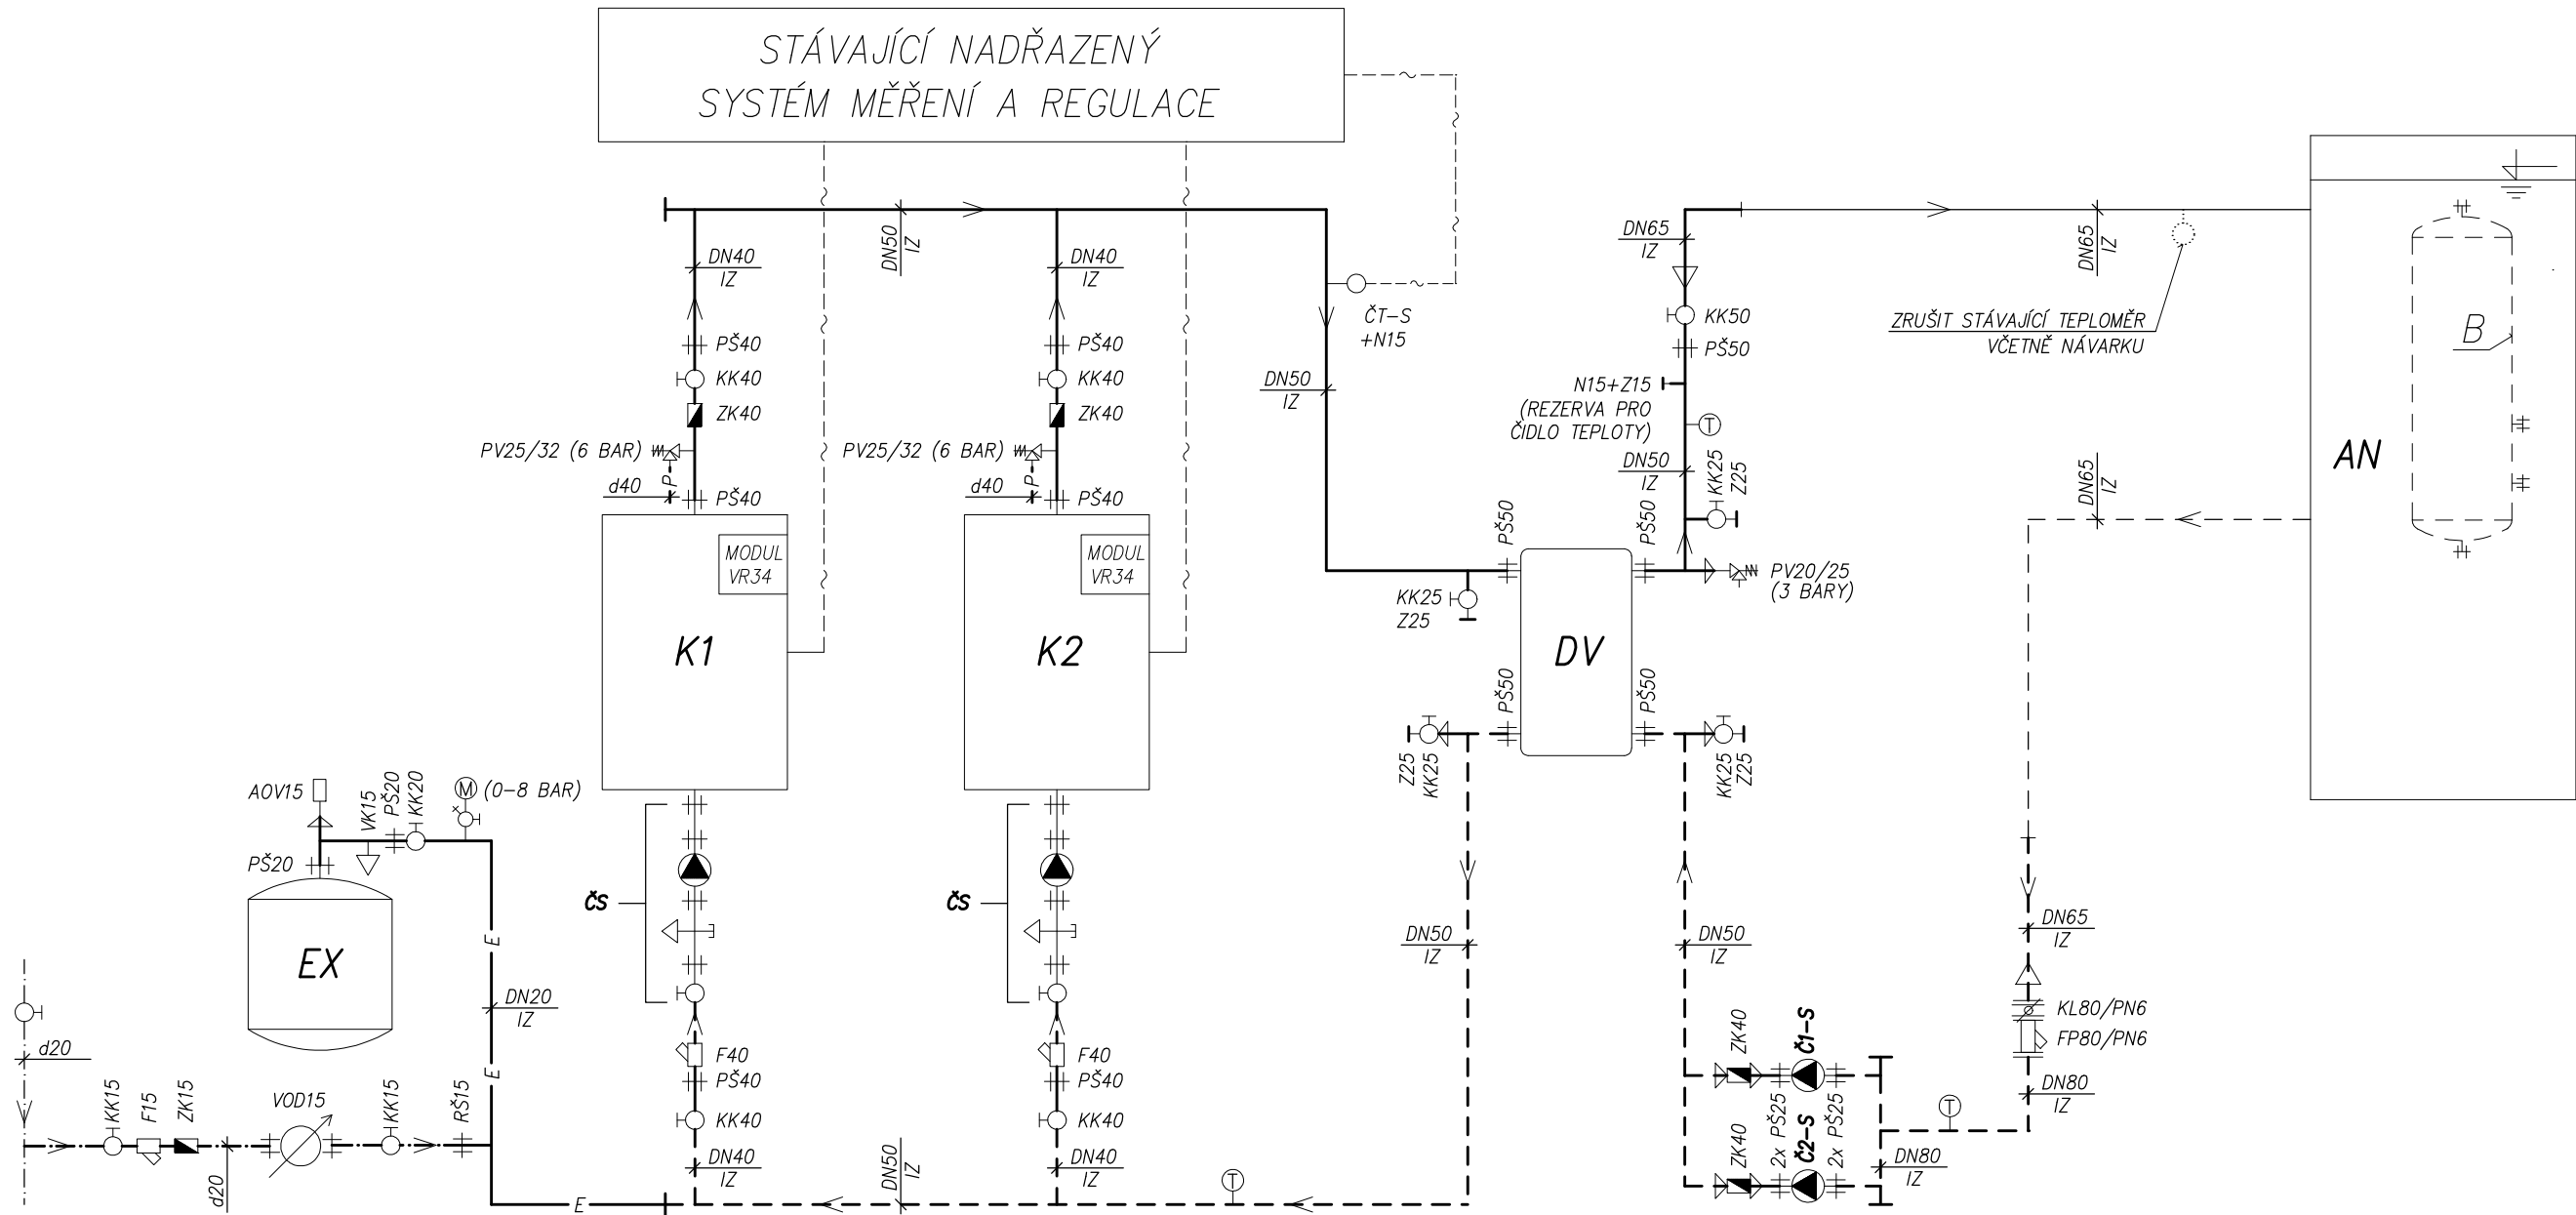 STÁVAJÍCÍ NADŘAZENÝ
SYSTÉM MĚŘENÍ A REGULACE
DN40
IZ
DN50
IZ
DN40
IZ
PŠ40
KK40
ZK40
PV25/32 (6 BAR)
P
d40
PŠ40
PŠ40
KK40
ZK40
PV25/32 (6 BAR)
P
d40
PŠ40
MODUL
VR34
K1
MODUL
VR34
K2
ČT-S
+N15
DN50
IZ
DN65
IZ
KK50
PŠ50
N15+Z15
(REZERVA PRO
ČIDLO TEPLOTY)
T
DN50
IZ
KK25
Z25
PŠ50
PŠ50
PV20/25
(3 BARY)
KK25
Z25
DV
PŠ50
PŠ50
Z25
KK25
KK25
Z25
DN65
IZ
ZRUŠIT STÁVAJÍCÍ TEPLOMĚR
VČETNĚ NÁVARKU
B
AN
DN65
IZ
AOV15
VK15
PŠ20
KK20
M
(0-8 BAR)
PŠ20
EX
E
DN20
IZ
E
E
d20
KK15
F15
ZK15
d20
VOD15
KK15
RŠ15
ČS
F40
PŠ40
KK40
DN40
IZ
DN50
IZ
ČS
F40
PŠ40
KK40
DN40
IZ
T
DN50
IZ
DN50
IZ
ZK40
Č1-S
ZK40
2x PŠ25
Č2-S
2x PŠ25
DN80
IZ
T
DN65
IZ
KL80/PN6
FP80/PN6
DN80
IZ